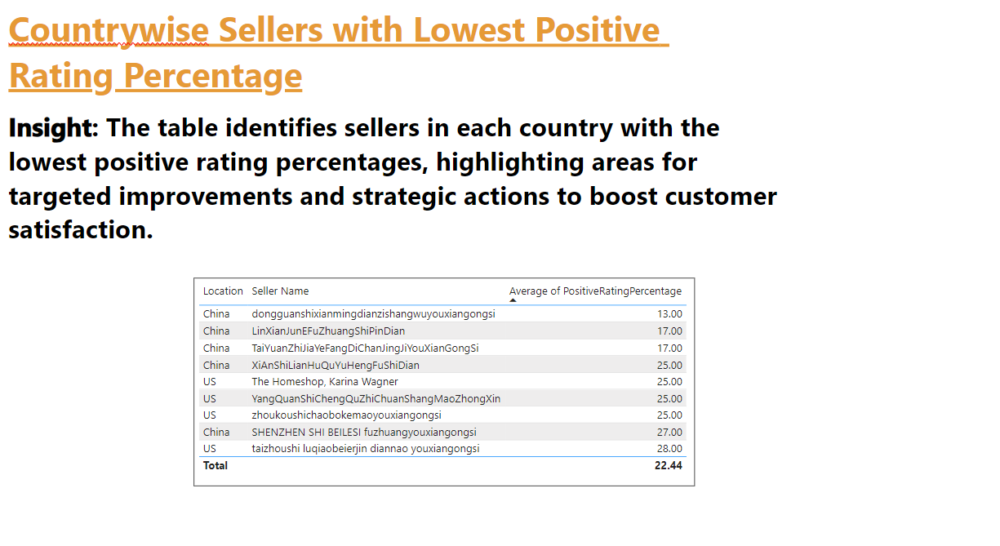 Countrywise Sellers with Lowest Positive
Rating Percentage
Insight: The table identifies sellers in each country with the
lowest positive rating percentages, highlighting areas for
targeted improvements and strategic actions to boost customer
satisfaction.
Location Seller Name Average of PositiveRatingPercentage
China dongguanshixianmingdianzishangwuyouxiangongsi 13.00
China LinXianJunEFuZhuangShiPinDian 17.00
China TaiYuanZhiJiaYeFangDiChanJingJiYouXianGongSi 17.00
China XiAnShiLianHuQuYuHengFuShiDian 25.00
US The Homeshop, Karina Wagner 25.00
US YangQuanShiChengQuZhiChuanShangMaoZhongXin 25.00
US zhoukoushichaobokemaoyouxiangongsi 25.00
China SHENZHEN SHI BEILESI fuzhuangyouxiangongsi 27.00
US taizhoushi luqiaobeierjin diannao youxiangongsi 28.00
Total 22.44